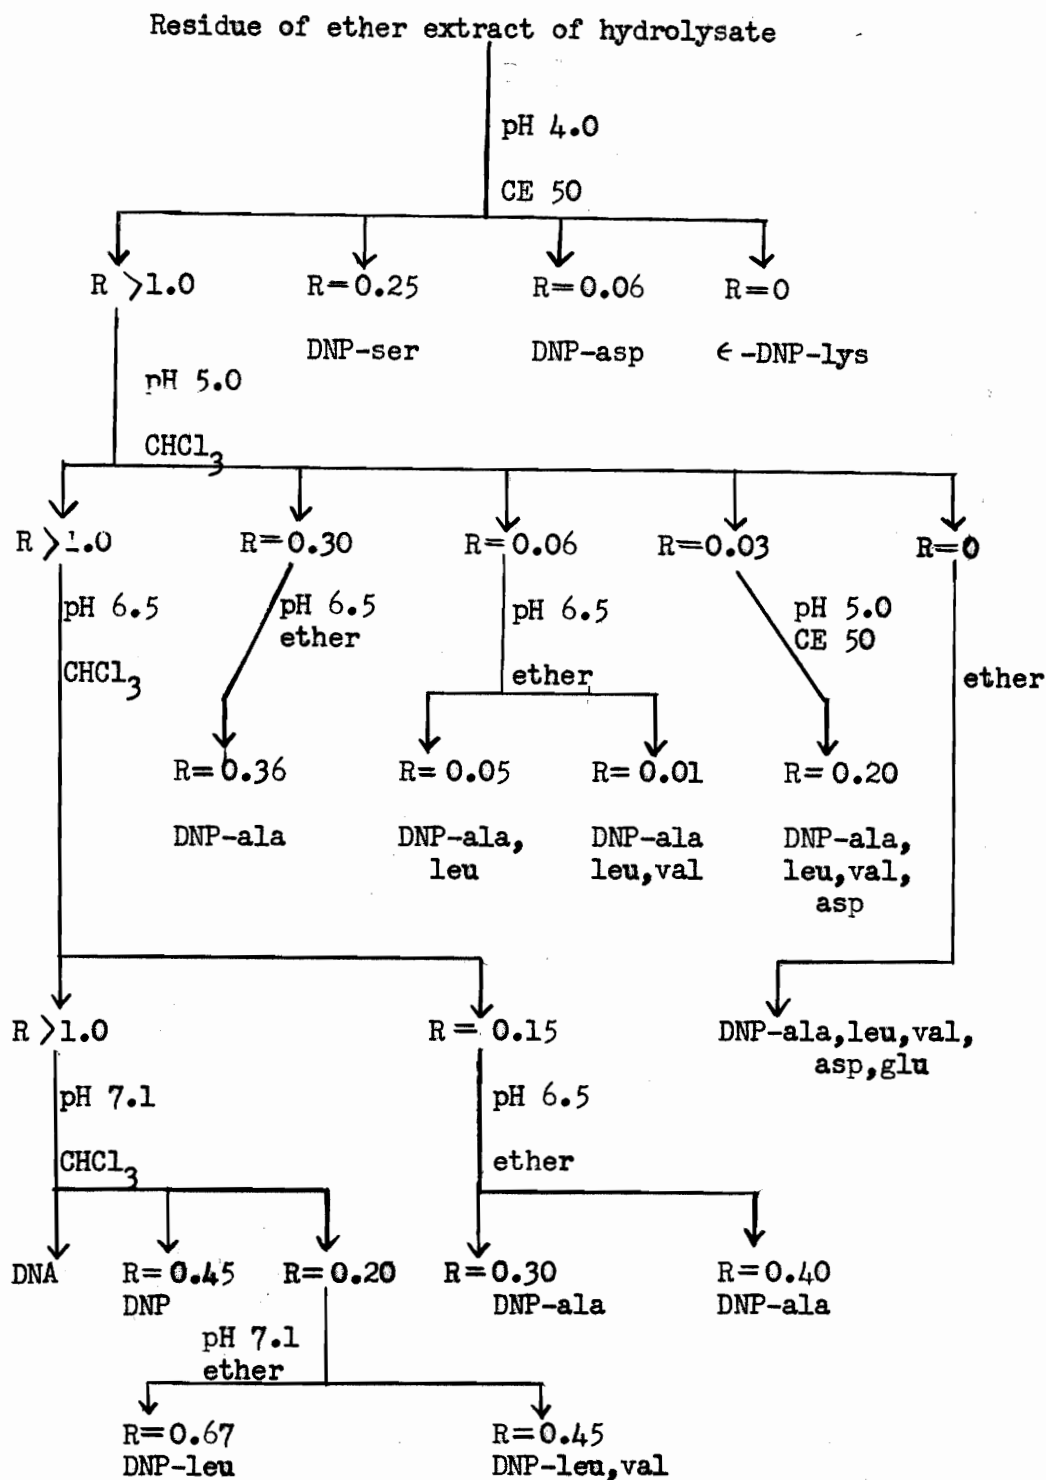 Residue of ether extract of hydrolysate
pH 4.0
CE 50
R >1.0 R=0.25 R=0.06 R=0
DNP-ser DNP-asp ϵ-DNP-lys
pH 5.0
CHCl3
R >1.0 R=0.30 R=0.06 R=0.03 R=0
pH 6.5 pH 6.5 pH 6.5 pH 5.0
ether CE 50
CHCl3 ether ether
R=0.36 R=0.05 R=0.01 R=0.20
DNP-ala DNP-ala, DNP-ala DNP-ala,
leu leu,val leu,val,
asp
R >1.0 R=0.15 DNP-ala,leu,val,
asp,glu
pH 7.1 pH 6.5
CHCl3 ether
DNA R=0.45 R=0.20 R=0.30 R=0.40
DNP DNP-ala DNP-ala
pH 7.1
ether
R=0.67 R=0.45
DNP-leu DNP-leu,val